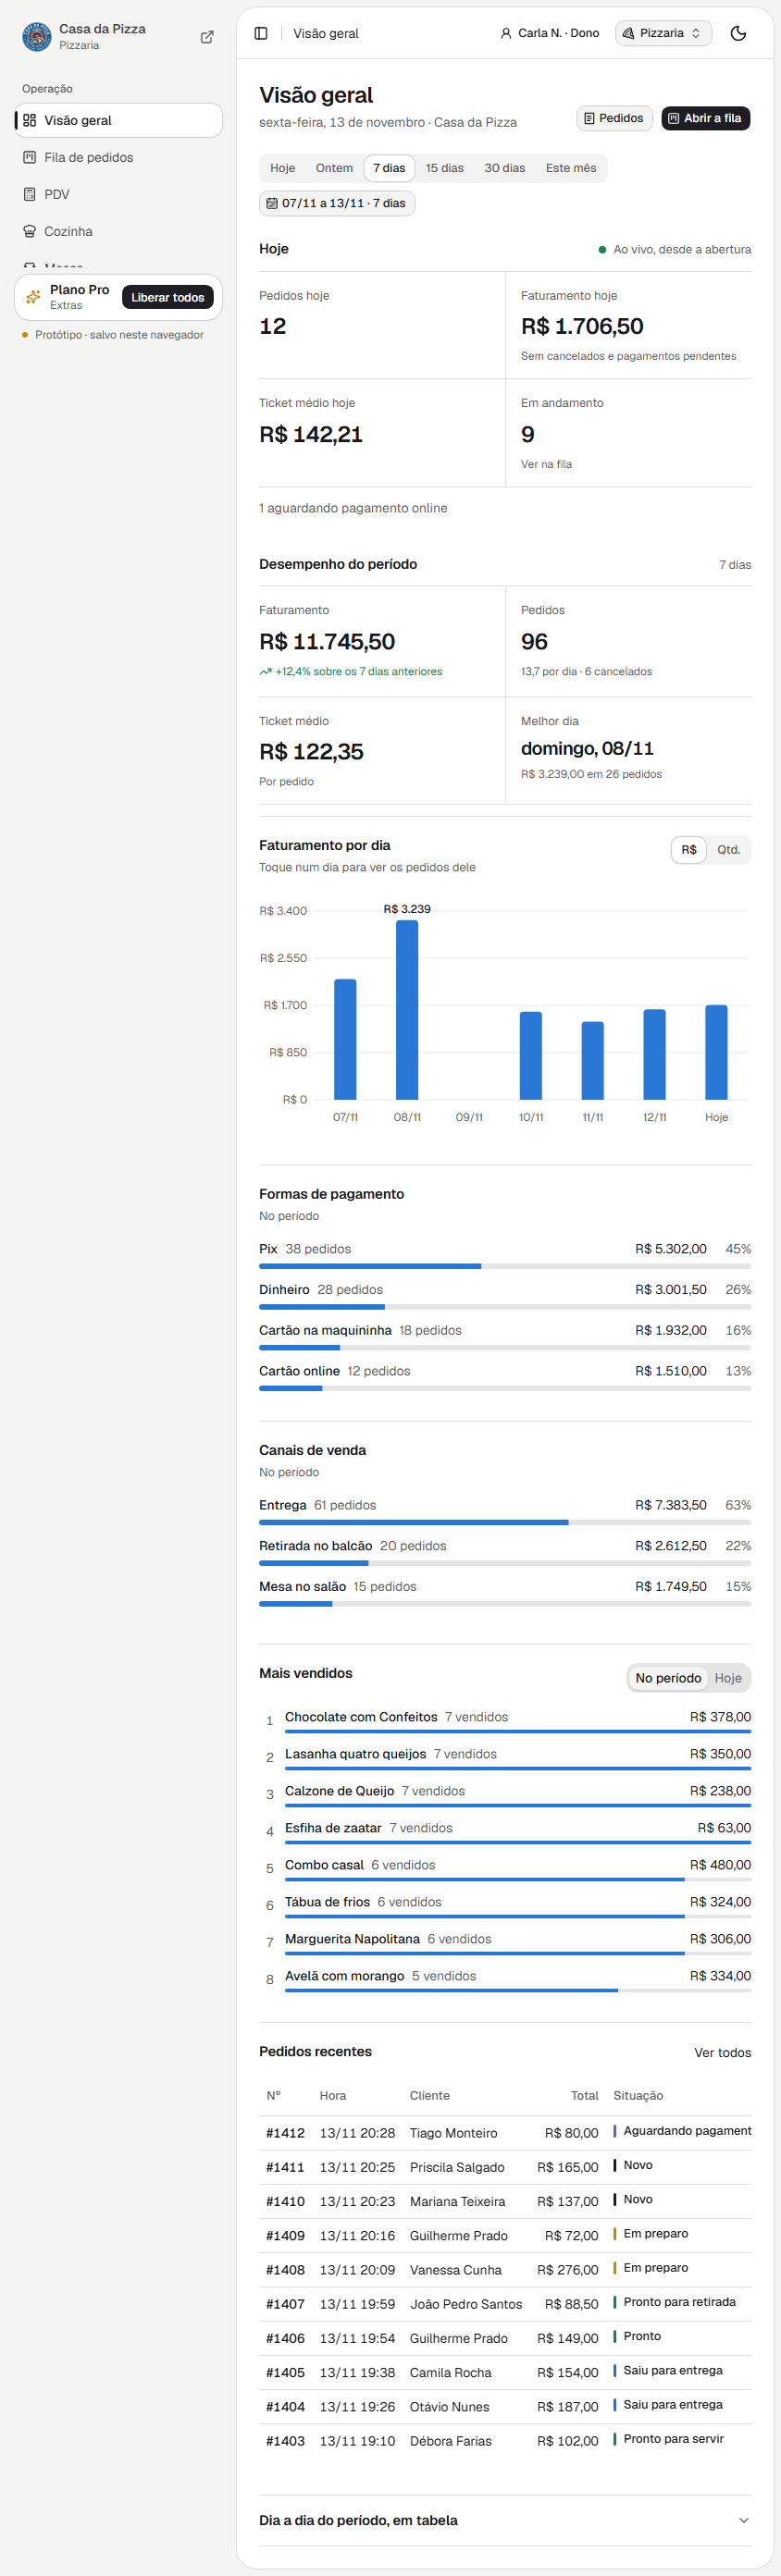 Casa da Pizza
Pizzaria
Operação
Visão geral
Fila de pedidos
PDV
Cozinha
Plano Pro
Extras
Liberar todos
Protótipo · salvo neste navegador
Visão geral
Carla N. · Dono
Pizzaria
Visão geral
sexta-feira, 13 de novembro · Casa da Pizza
Pedidos
Abrir a fila
Hoje Ontem 7 dias 15 dias 30 dias Este mês
07/11 a 13/11 · 7 dias
Hoje
Ao vivo, desde a abertura
Pedidos hoje
12
Faturamento hoje
R$ 1.706,50
Sem cancelados e pagamentos pendentes
Ticket médio hoje
R$ 142,21
Em andamento
9
Ver na fila
1 aguardando pagamento online
Desempenho do período
7 dias
Faturamento
R$ 11.745,50
+12,4% sobre os 7 dias anteriores
Pedidos
96
13,7 por dia · 6 cancelados
Ticket médio
R$ 122,35
Por pedido
Melhor dia
domingo, 08/11
R$ 3.239,00 em 26 pedidos
Faturamento por dia
Toque num dia para ver os pedidos dele
R$ Qtd.
R$ 3.239
R$ 3.400
R$ 2.550
R$ 1.700
R$ 850
R$ 0
07/11 08/11 09/11 10/11 11/11 12/11 Hoje
Formas de pagamento
No período
Pix 38 pedidos R$ 5.302,00 45%
Dinheiro 28 pedidos R$ 3.001,50 26%
Cartão na maquininha 18 pedidos R$ 1.932,00 16%
Cartão online 12 pedidos R$ 1.510,00 13%
Canais de venda
No período
Entrega 61 pedidos R$ 7.383,50 63%
Retirada no balcão 20 pedidos R$ 2.612,50 22%
Mesa no salão 15 pedidos R$ 1.749,50 15%
Mais vendidos
No período Hoje
1 Chocolate com Confeitos 7 vendidos R$ 378,00
2 Lasanha quatro queijos 7 vendidos R$ 350,00
3 Calzone de Queijo 7 vendidos R$ 238,00
4 Esfiha de zaatar 7 vendidos R$ 63,00
5 Combo casal 6 vendidos R$ 480,00
6 Tábua de frios 6 vendidos R$ 324,00
7 Marguerita Napolitana 6 vendidos R$ 306,00
8 Avelã com morango 5 vendidos R$ 334,00
Pedidos recentes
Ver todos
Nº Hora Cliente Total Situação
#1412 13/11 20:28 Tiago Monteiro R$ 80,00 Aguardando pagament
#1411 13/11 20:25 Priscila Salgado R$ 165,00 Novo
#1410 13/11 20:23 Mariana Teixeira R$ 137,00 Novo
#1409 13/11 20:16 Guilherme Prado R$ 72,00 Em preparo
#1408 13/11 20:09 Vanessa Cunha R$ 276,00 Em preparo
#1407 13/11 19:59 João Pedro Santos R$ 88,50 Pronto para retirada
#1406 13/11 19:54 Guilherme Prado R$ 149,00 Pronto
#1405 13/11 19:38 Camila Rocha R$ 154,00 Saiu para entrega
#1404 13/11 19:26 Otávio Nunes R$ 187,00 Saiu para entrega
#1403 13/11 19:10 Débora Farias R$ 102,00 Pronto para servir
Dia a dia do período, em tabela